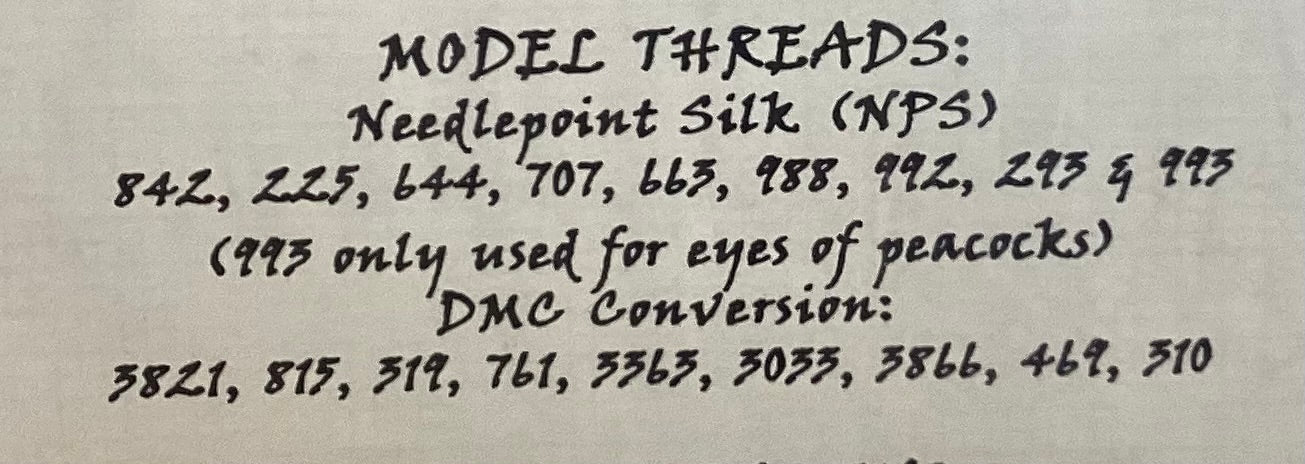 MODEL THREADS:
Needlepoint Silk (NPS)
842, 225, 644, 707, 663, 988, 992, 293 & 993
(993 only used for eyes of peacocks)
DMC Conversion:
3821, 815, 319, 761, 3363, 3033, 3866, 469, 310